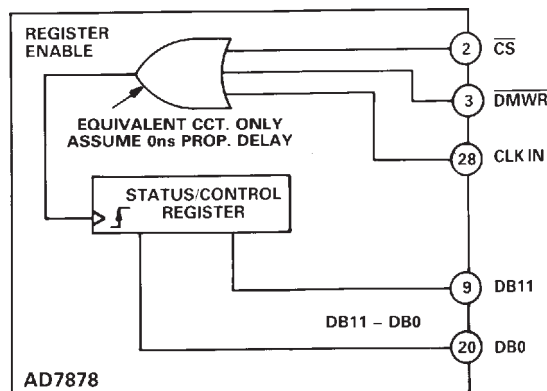 REGISTER
ENABLE
2 CS
3 DMWR
EQUIVALENT CCT. ONLY
ASSUME 0ns PROP. DELAY
28 CLK IN
STATUS/CONTROL
REGISTER
9 DB11
DB11 – DB0
20 DB0
AD7878